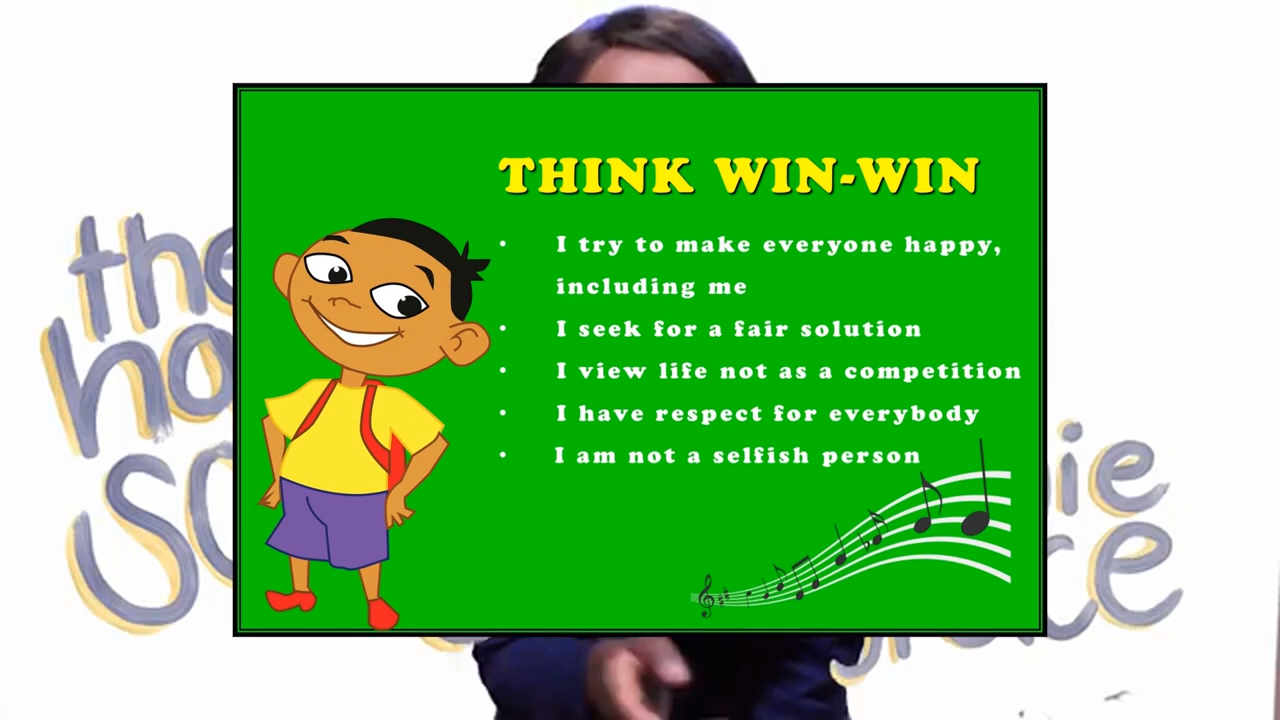 THINK WIN-WIN
• I try to make everyone happy,
including me
• I seek for a fair solution
• I view life not as a competition
• I have respect for everybody
• I am not a selfish person
the